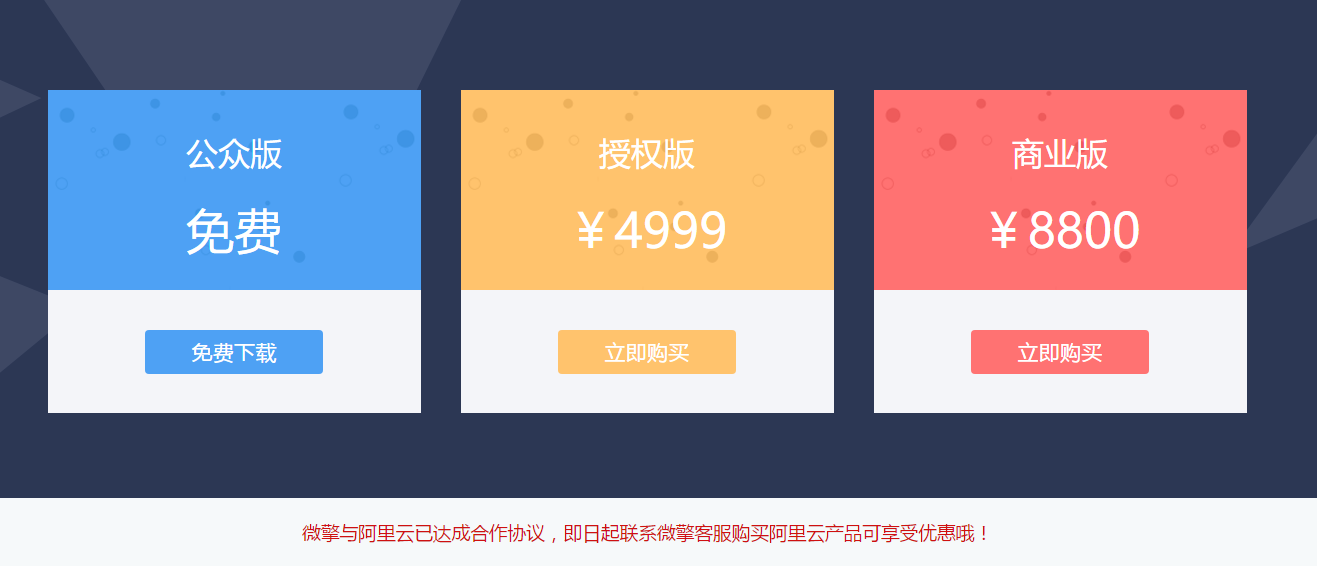 公众版
免费
免费下载
授权版
￥4999
立即购买
商业版
￥8800
立即购买
微擎与阿里云已达成合作协议，即日起联系微擎客服购买阿里云产品可享受优惠哦！